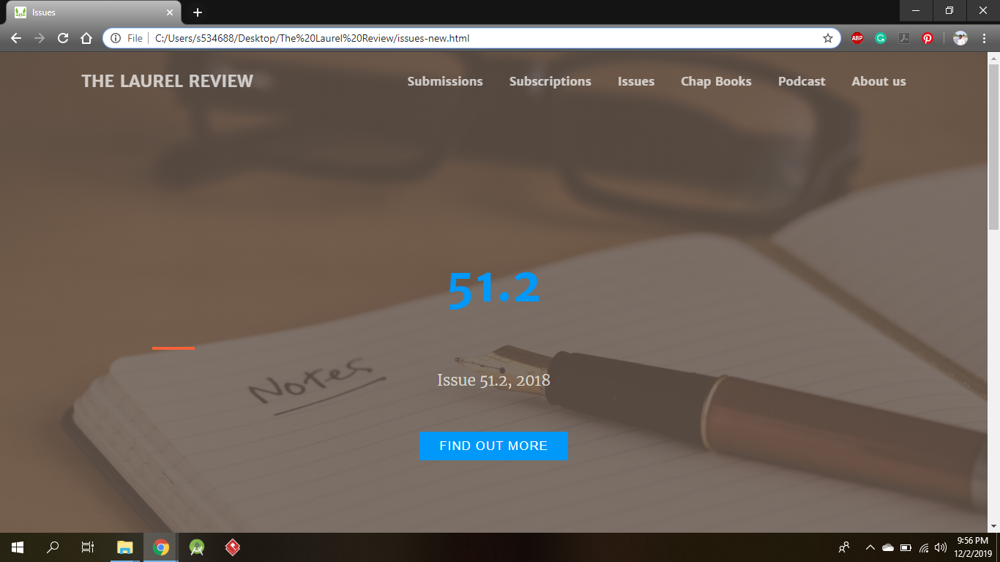 Issues
File
C:/Users/s534688/Desktop/The%20Laurel%20Review/issues-new.html
ABP
THE LAUREL REVIEW
Submissions
Subscriptions
Issues
Chap Books
Podcast
About us
51.2
Notes
Issue 51.2, 2018
FIND OUT MORE
9:56 PM
12/2/2019